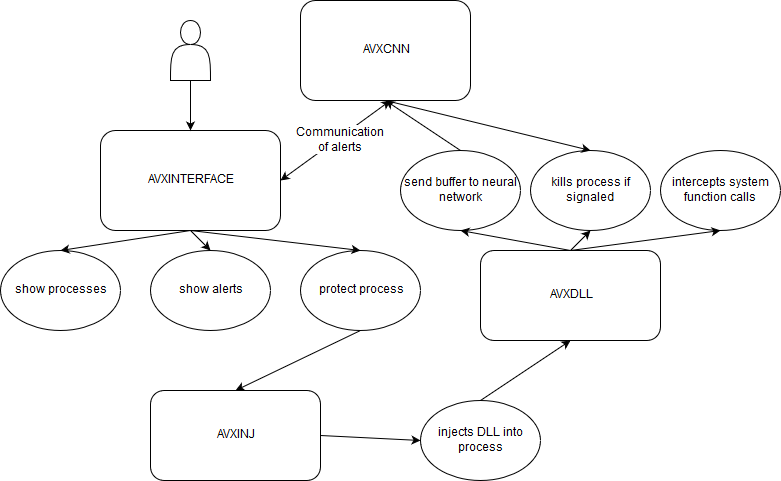 AVXCNN
Communication
of alerts
AVXINTERFACE
send buffer to neural
network
kills process if
signaled
intercepts system
function calls
show processes
show alerts
protect process
AVXDLL
AVXINJ
injects DLL into
process